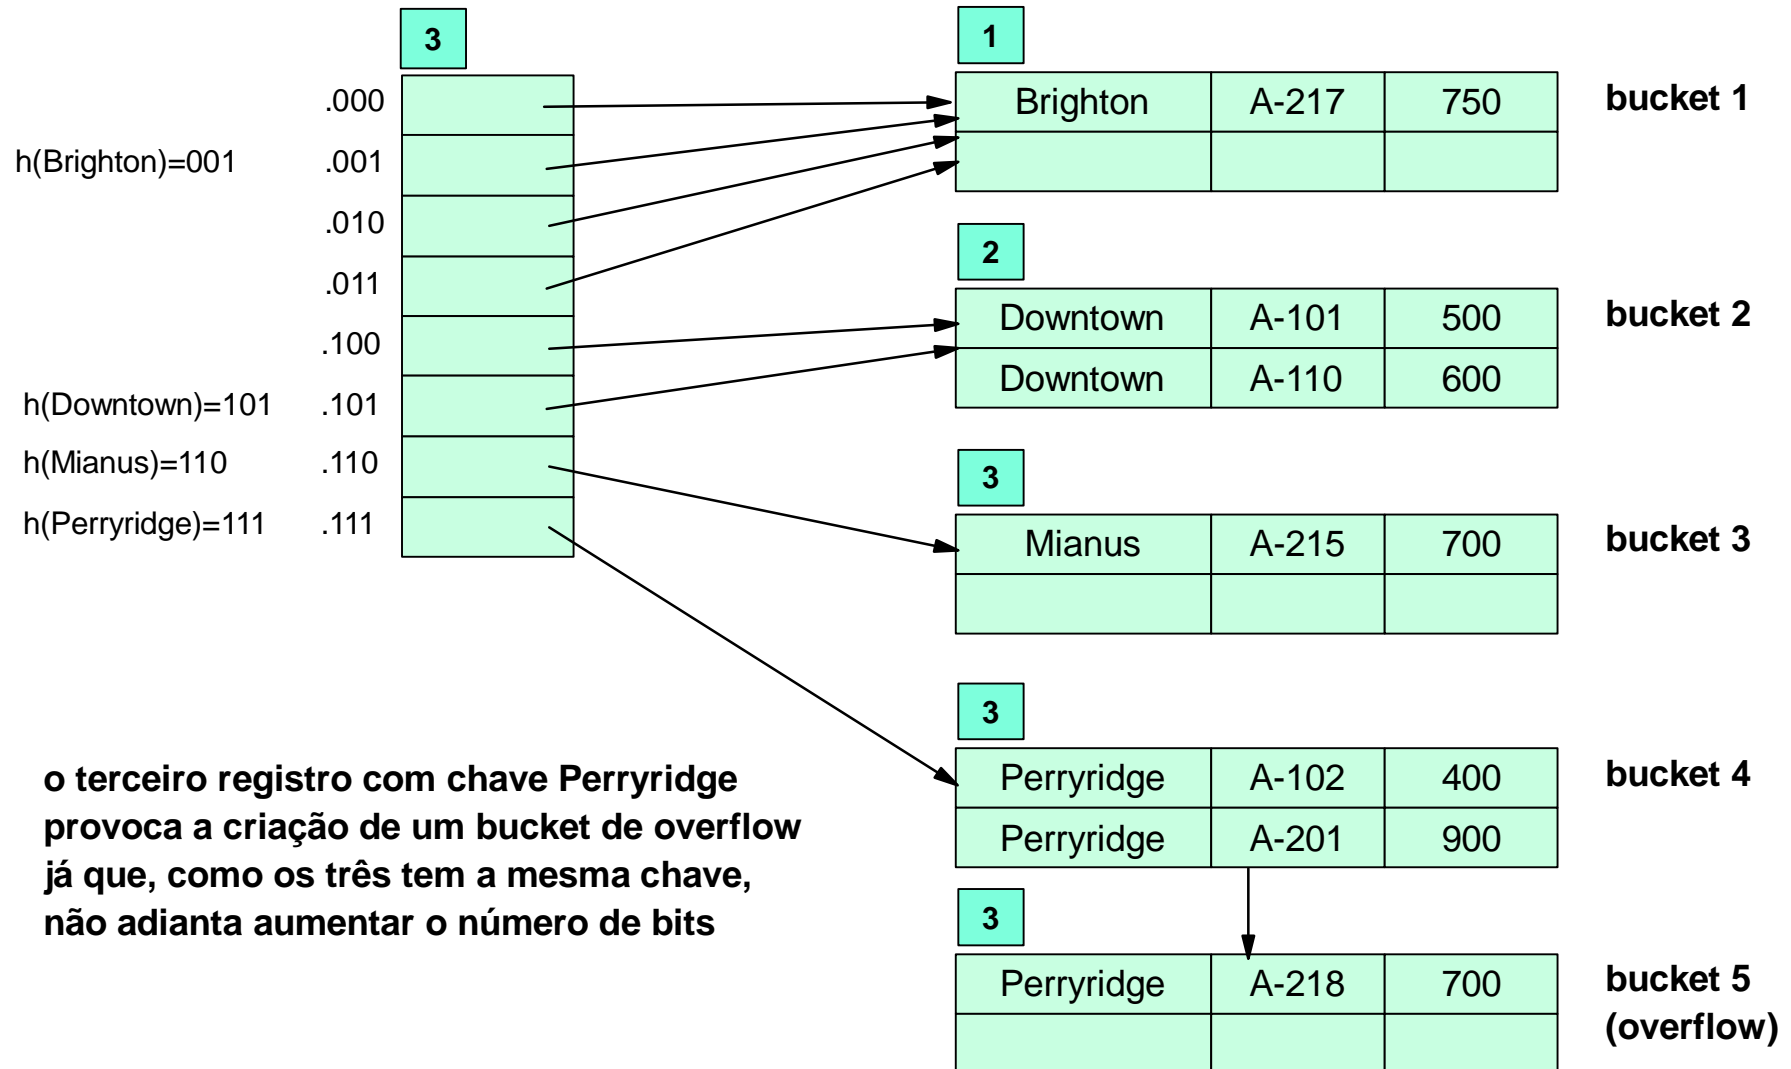 3
.000
h(Brighton)=001 .001
.010
.011
.100
h(Downtown)=101 .101
h(Mianus)=110 .110
h(Perryridge)=111 .111
1
Brighton A-217 750 bucket 1
2
Downtown A-101 500 bucket 2
Downtown A-110 600
3
Mianus A-215 700 bucket 3
3
Perryridge A-102 400 bucket 4
Perryridge A-201 900
3
Perryridge A-218 700 bucket 5
(overflow)
o terceiro registro com chave Perryridge
provoca a criação de um bucket de overflow
já que, como os três tem a mesma chave,
não adianta aumentar o número de bits